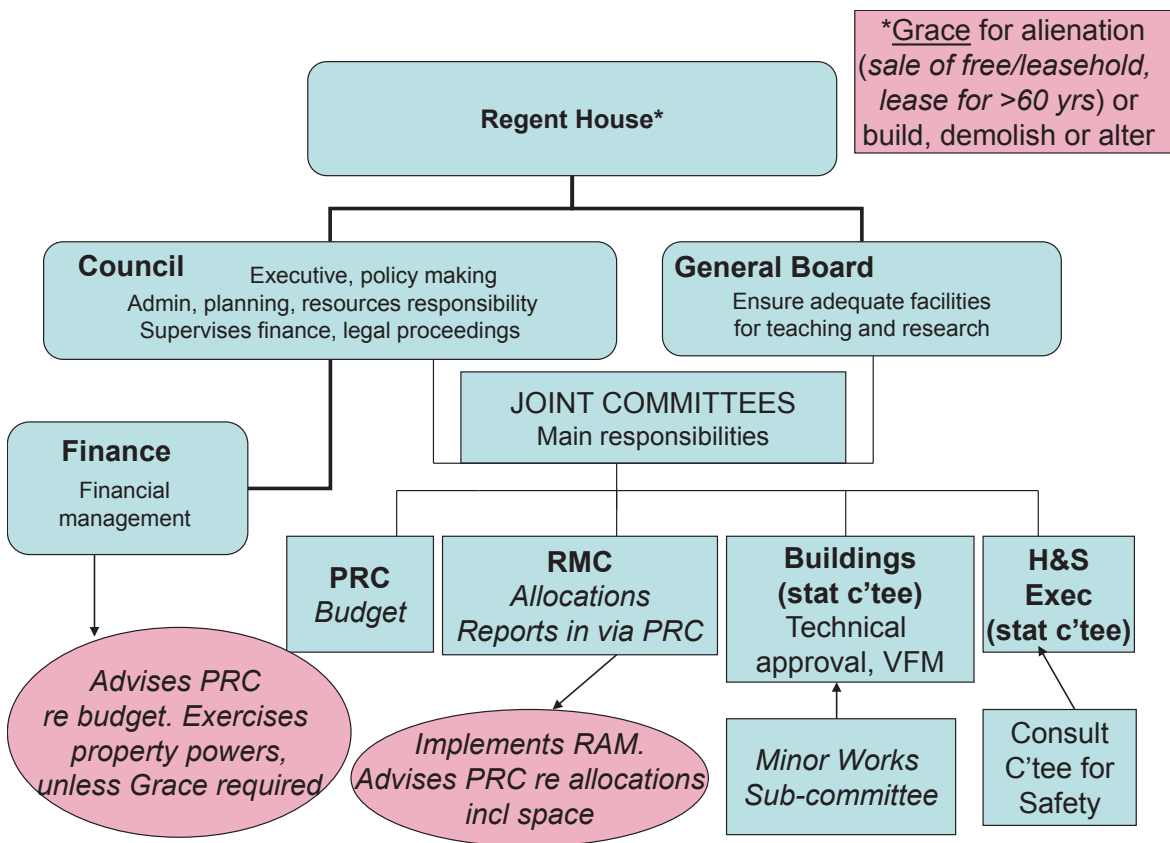 *Grace for alienation
(sale of free/leasehold,
lease for >60 yrs) or
build, demolish or alter
Regent House*
Council
Executive, policy making
Admin, planning, resources responsibility
Supervises finance, legal proceedings
General Board
Ensure adequate facilities
for teaching and research
JOINT COMMITTEES
Main responsibilities
Finance
Financial
management
PRC
Budget
RMC
Allocations
Reports in via PRC
Buildings
(stat c’tee)
Technical
approval, VFM
H&S
Exec
(stat c’tee)
Advises PRC
re budget. Exercises
property powers,
unless Grace required
Implements RAM.
Advises PRC re allocations
incl space
Minor Works
Sub-committee
Consult
C’tee for
Safety